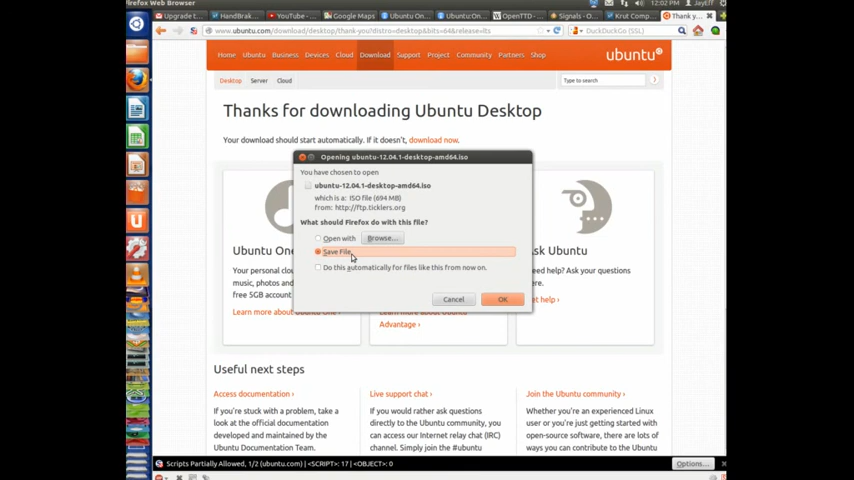 Firefox Web Browser
12:02 PM
JayEff
Upgrade t
HandBrak
YouTube -
Google Maps
Ubuntu On
Ubuntu:On
OpenTTD -
Signals - O
Krut Comp
Thank y
www.ubuntu.com/download/desktop/thank-you?distro=desktop&bits=64&release=lts
DuckDuckGo (SSL)
Home
Ubuntu
Business
Devices
Cloud
Download
Support
Project
Community
Partners
Shop
ubuntu
Desktop
Server
Cloud
Type to search
Thanks for downloading Ubuntu Desktop
Your download should start automatically. If it doesn't, download now.
Opening ubuntu-12.04.1-desktop-amd64.iso
You have chosen to open
ubuntu-12.04.1-desktop-amd64.iso
which is a: ISO file (694 MB)
from: http://ftp.ticklers.org
What should Firefox do with this file?
Open with
Browse...
Save File
Do this automatically for files like this from now on.
Cancel
OK
Ubuntu On
Your personal clo
music, photos and
free 5GB account
Learn more about Ubuntu One ›
Learn more about Ubuntu
Advantage ›
Ask Ubuntu
need help? Ask your
questions
et help ›
Useful next steps
Access documentation ›
If you're stuck with a problem, take a
look at the official documentation
developed and maintained by the
Ubuntu Documentation Team.
Live support chat ›
If you would rather ask questions
directly to the Ubuntu community, you
can access our Internet relay chat (IRC)
channel. Simply join the #ubuntu
Join the Ubuntu community ›
Whether you're an experienced Linux
user or you're just getting started with
open-source software, there are lots of
ways you can contribute to the Ubuntu
Scripts Partially Allowed, 1/2 (ubuntu.com) | <SCRIPT>: 17 | <OBJECT>: 0
Options...